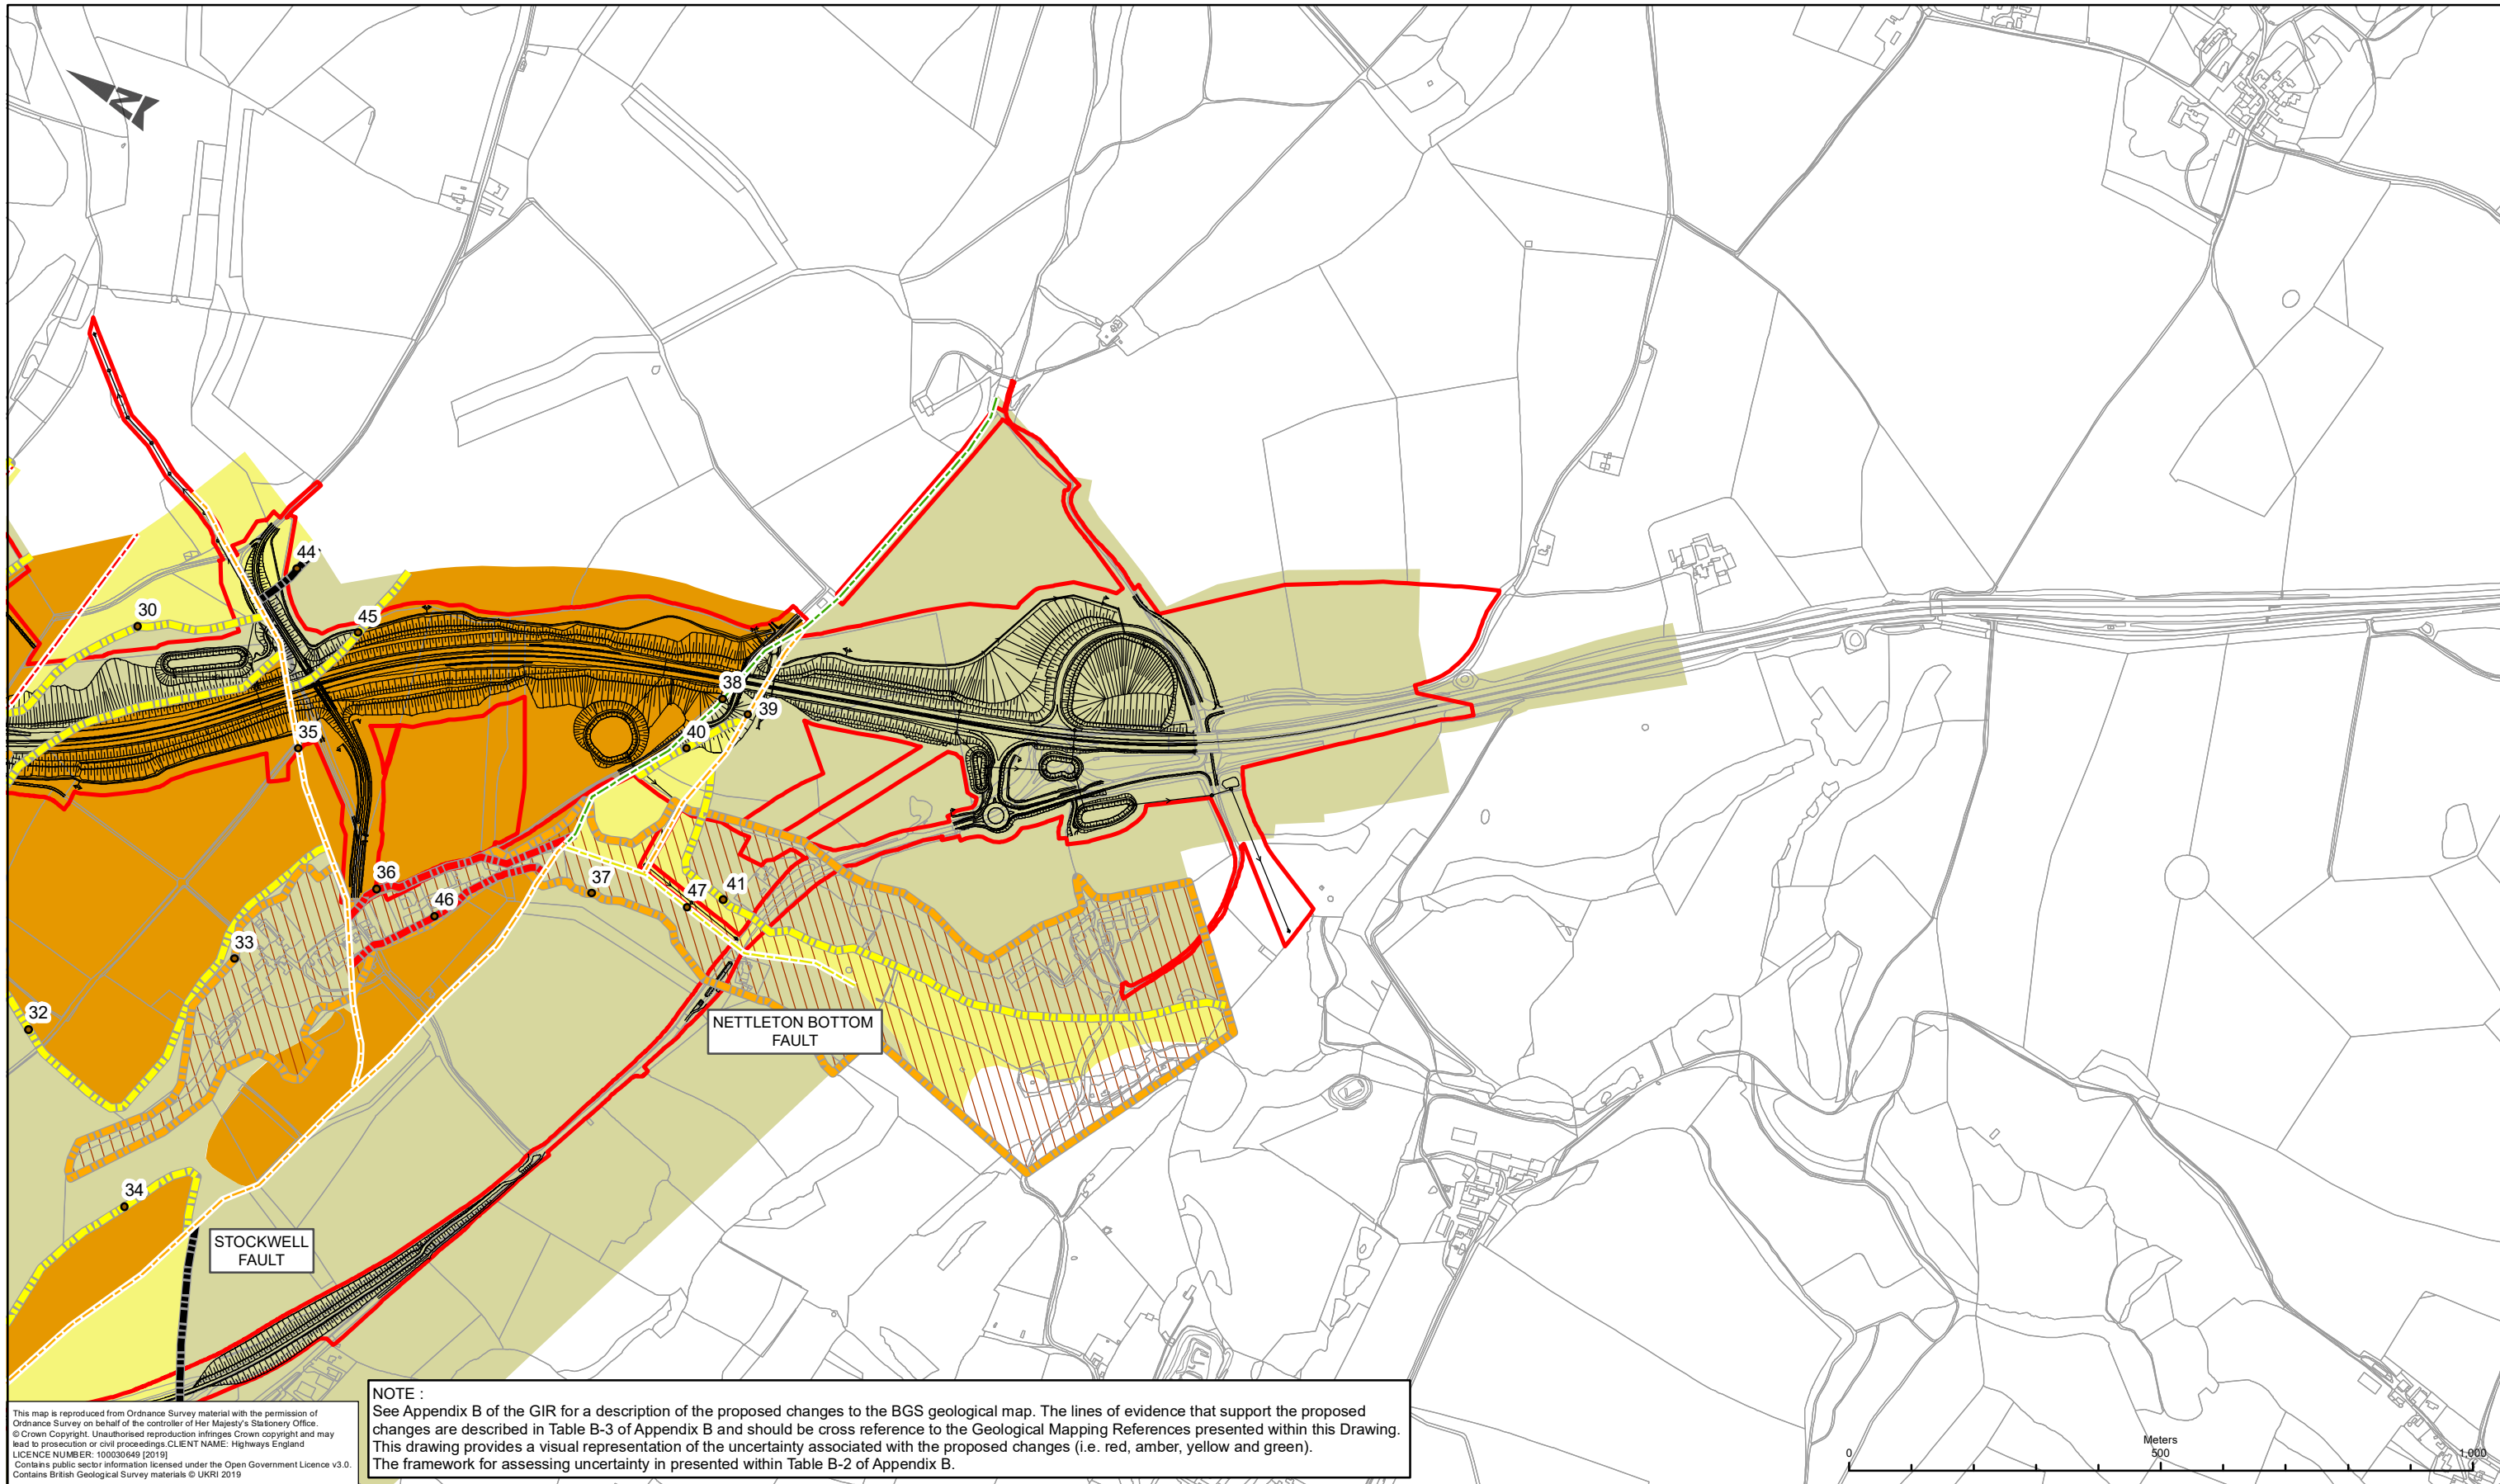 N
44
30
45
38
39
35
40
36
37
47
41
46
33
32
NETTLETON BOTTOM
FAULT
34
STOCKWELL
FAULT
NOTE :
See Appendix B of the GIR for a description of the proposed changes to the BGS geological map. The lines of evidence that support the proposed
changes are described in Table B-3 of Appendix B and should be cross reference to the Geological Mapping References presented within this Drawing.
This drawing provides a visual representation of the uncertainty associated with the proposed changes (i.e. red, amber, yellow and green).
The framework for assessing uncertainty in presented within Table B-2 of Appendix B.
This map is reproduced from Ordnance Survey material with the permission of
Ordnance Survey on behalf of the controller of Her Majesty's Stationery Office.
© Crown Copyright. Unauthorised reproduction infringes Crown copyright and may
lead to prosecution or civil proceedings.CLIENT NAME: Highways England
LICENCE NUMBER: 100030649 [2019]
Contains public sector information licensed under the Open Government Licence v3.0.
Contains British Geological Survey materials © UKRI 2019
Meters
0 500 1,000